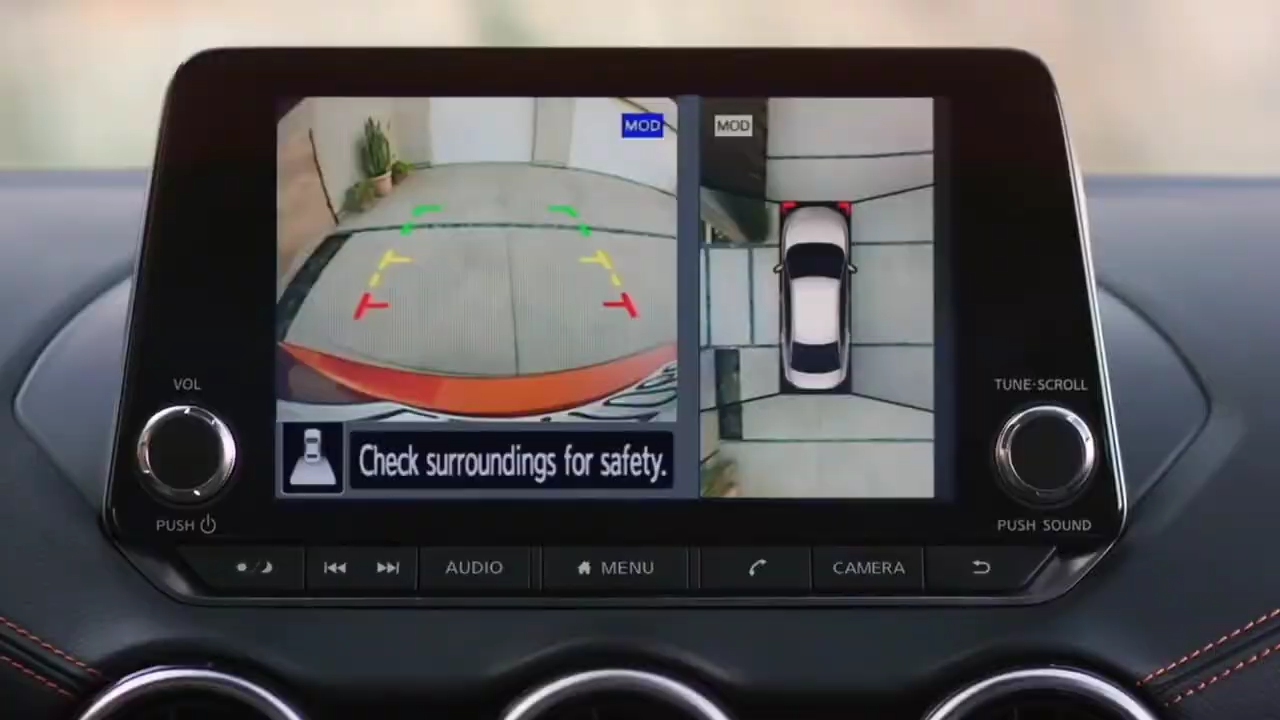 MOD
MOD
Check surroundings for safety.
VOL
PUSH
TUNE·SCROLL
PUSH SOUND
AUDIO
MENU
CAMERA